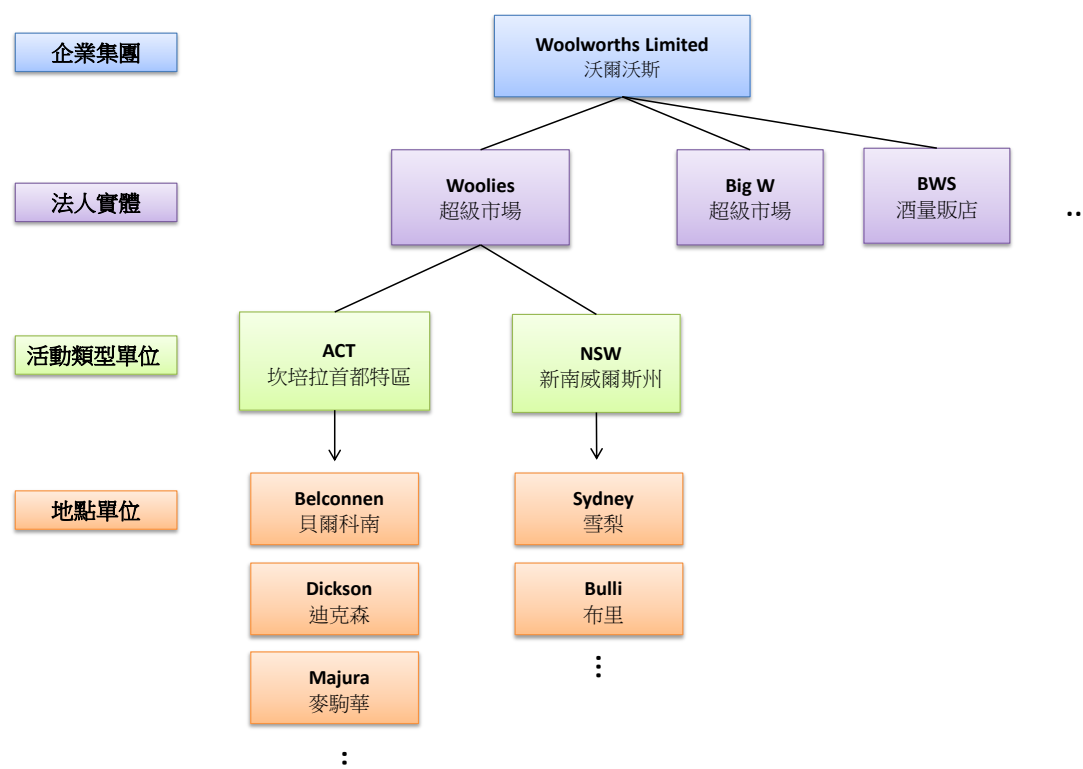 企業集團
Woolworths Limited
沃爾沃斯
法人實體
Woolies
超級市場
Big W
超級市場
BWS
酒量販店
..
活動類型單位
ACT
坎培拉首都特區
NSW
新南威爾斯州
地點單位
Belconnen
貝爾科南
Sydney
雪梨
Dickson
迪克森
Bulli
布里
Majura
麥駒華